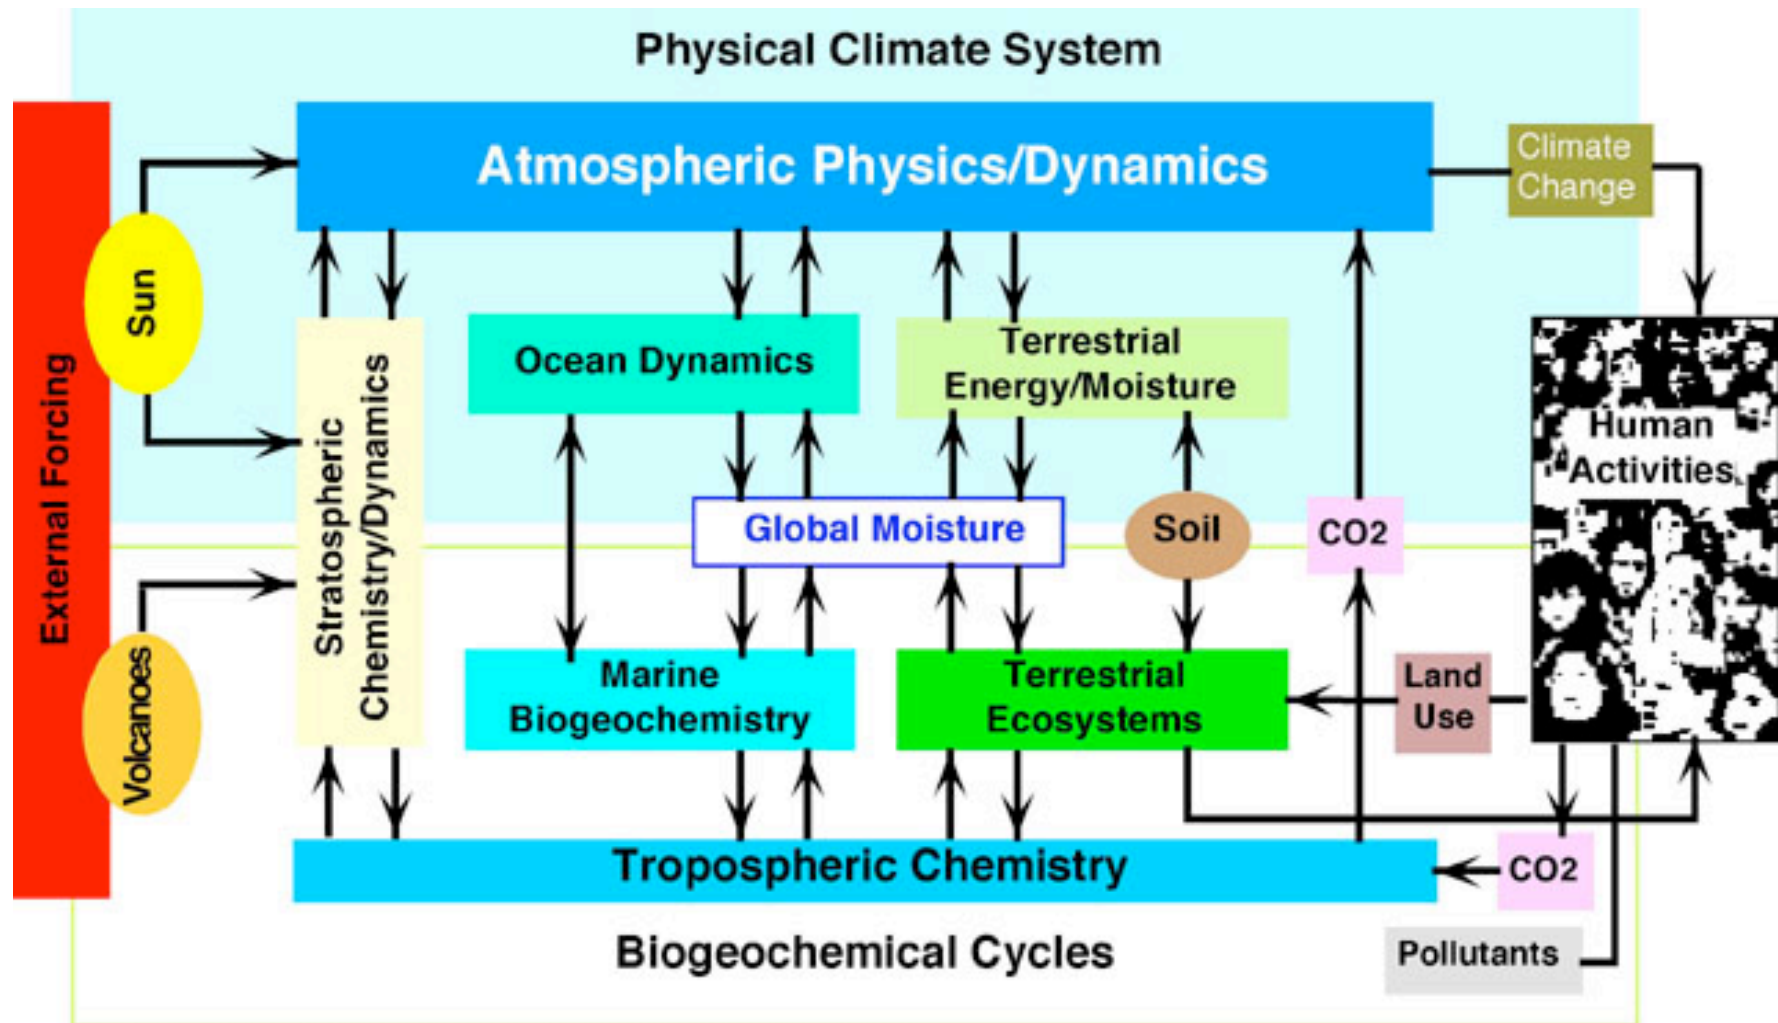 Physical Climate System
Atmospheric Physics/Dynamics
Climate
Change
External Forcing
Sun
Volcanoes
Stratospheric
Chemistry/Dynamics
Ocean Dynamics
Terrestrial
Energy/Moisture
Human
Activities
Global Moisture
Soil
CO2
Marine
Biogeochemistry
Terrestrial
Ecosystems
Land
Use
Tropospheric Chemistry
CO2
Biogeochemical Cycles
Pollutants